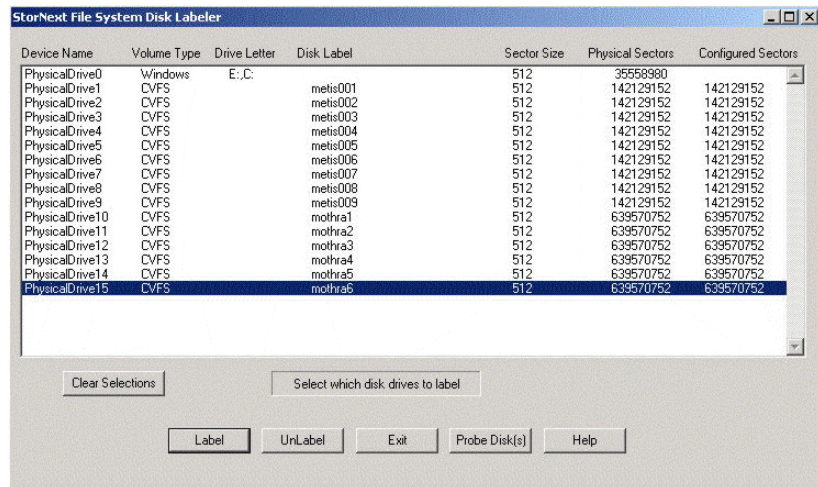 StorNext File System Disk Labeler
Device Name Volume Type Drive Letter Disk Label Sector Size Physical Sectors Configured Sectors
PhysicalDrive0 Windows E:,C: 512 35558980
PhysicalDrive1 CVFS metis001 512 142129152 142129152
PhysicalDrive2 CVFS metis002 512 142129152 142129152
PhysicalDrive3 CVFS metis003 512 142129152 142129152
PhysicalDrive4 CVFS metis004 512 142129152 142129152
PhysicalDrive5 CVFS metis005 512 142129152 142129152
PhysicalDrive6 CVFS metis006 512 142129152 142129152
PhysicalDrive7 CVFS metis007 512 142129152 142129152
PhysicalDrive8 CVFS metis008 512 142129152 142129152
PhysicalDrive9 CVFS metis009 512 142129152 142129152
PhysicalDrive10 CVFS mothra1 512 639570752 639570752
PhysicalDrive11 CVFS mothra2 512 639570752 639570752
PhysicalDrive12 CVFS mothra3 512 639570752 639570752
PhysicalDrive13 CVFS mothra4 512 639570752 639570752
PhysicalDrive14 CVFS mothra5 512 639570752 639570752
PhysicalDrive15 CVFS mothra6 512 639570752 639570752
Clear Selections Select which disk drives to label
Label UnLabel Exit Probe Disk(s) Help